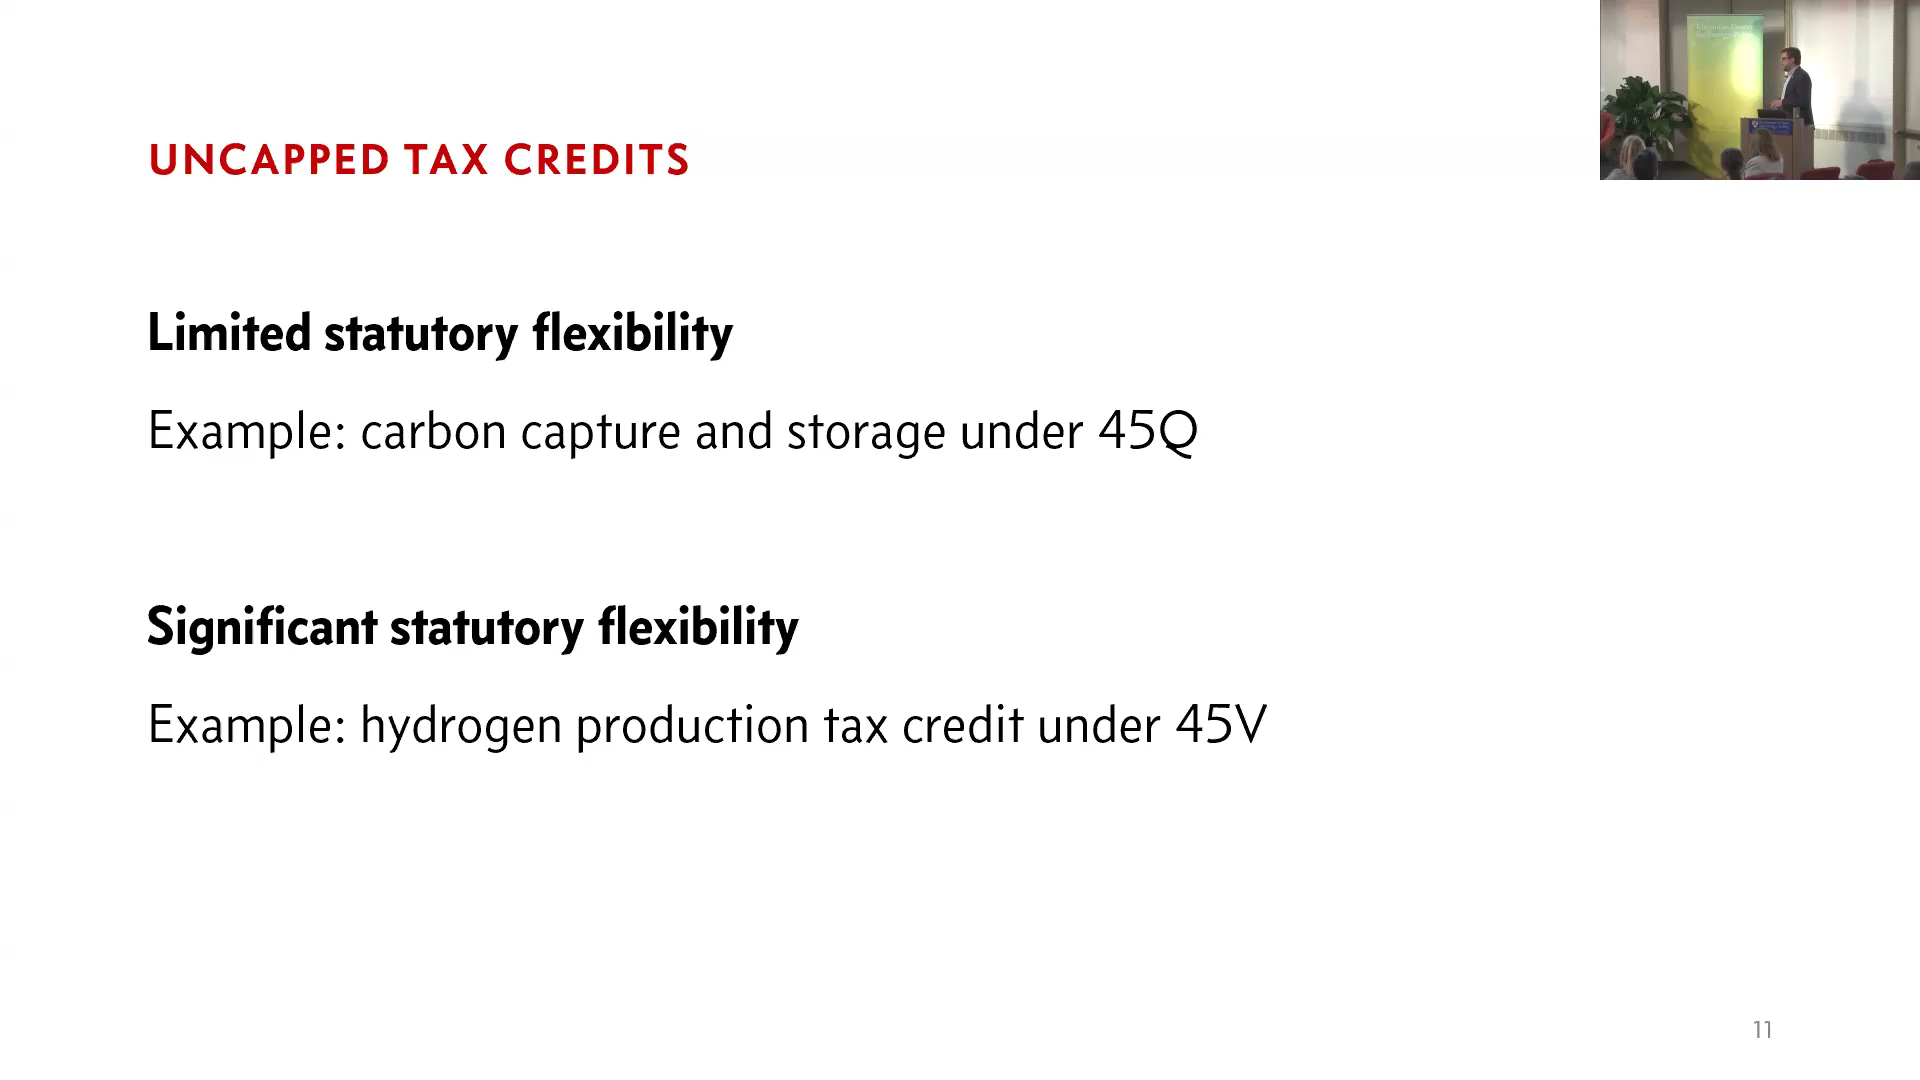 UNCAPPED TAX CREDITS
Limited statutory flexibility
Example: carbon capture and storage under 45Q
Significant statutory flexibility
Example: hydrogen production tax credit under 45V
11